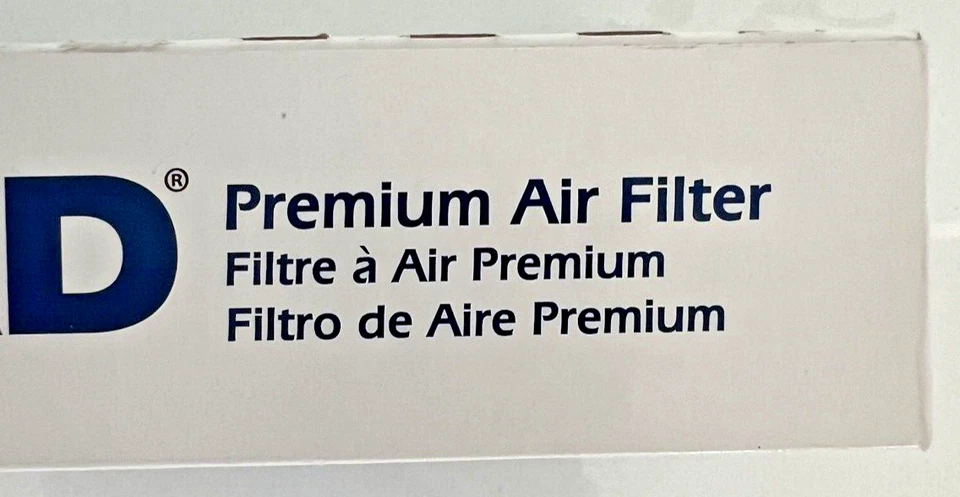 D® Premium Air Filter
Filtre à Air Premium
Filtro de Aire Premium